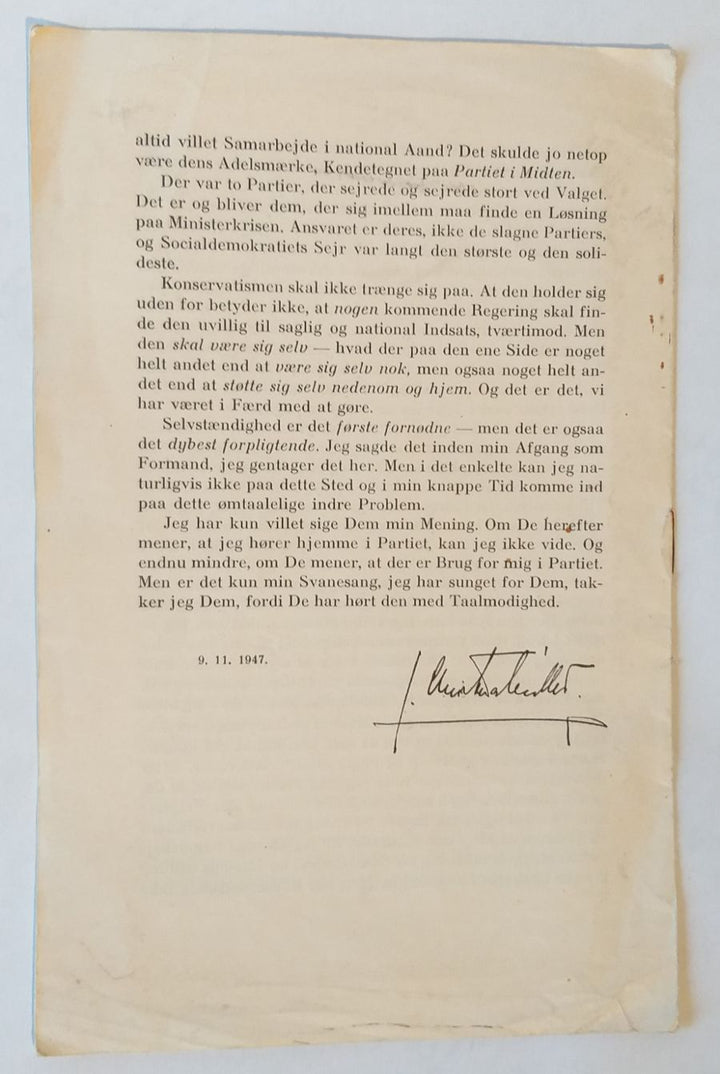 altid villet Samarbejde i national Aand? Det skulde jo netop
være dens Adelsmærke, Kendetegnet paa Partiet i Midten.
Der var to Partier, der sejrede og sejrede stort ved Valget.
Det er og bliver dem, der sig imellem maa finde en Løsning
paa Ministerkrisen. Ansvaret er deres, ikke de slagne Partiers,
og Socialdemokratiets Sejr var langt den største og den soli-
deste.
Konservatismen skal ikke trænge sig paa. At den holder sig
uden for betyder ikke, at nogen kommende Regering skal fin-
de den uvillig til saglig og national Indsats, tværtimod. Men
den skal være sig selv — hvad der paa den ene Side er noget
helt andet end at være sig selv nok, men ogsaa noget helt an-
det end at støtte sig selv nedenom og hjem. Og det er det, vi
har været i Færd med at gøre.
Selvstændighed er det første fornødne — men det er ogsaa
det dybest forpligtende. Jeg sagde det inden min Afgang som
Formand, jeg gentager det her. Men i det enkelte kan jeg na-
turligvis ikke paa dette Sted og i min knappe Tid komme ind
paa dette ømtaalelige indre Problem.
Jeg har kun villet sige Dem min Mening. Om De herefter
mener, at jeg hører hjemme i Partiet, kan jeg ikke vide. Og
endnu mindre, om De mener, at der er Brug for mig i Partiet.
Men er det kun min Svanesang, jeg har sunget for Dem, tak-
ker jeg Dem, fordi De har hørt den med Taalmodighed.
9. 11. 1947.